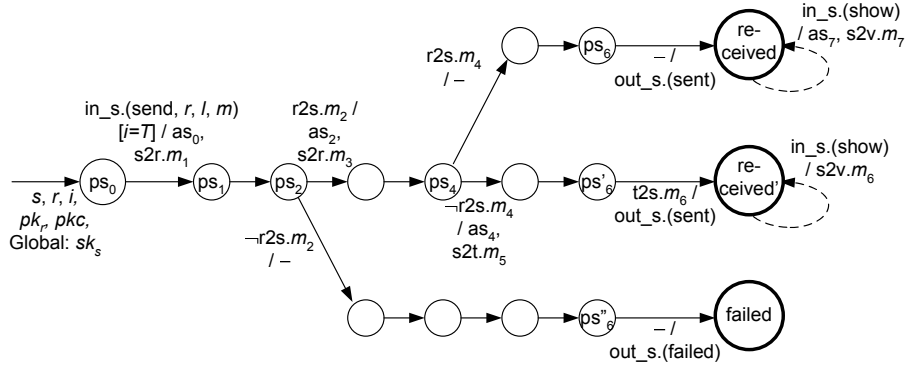 in_s.(show)
/ as₇, s2v.m₇
re-
ceived
r2s.m₄
/ –
ps₆
– /
out_s.(sent)
in_s.(send, r, l, m)
[i=T] / as₀,
s2r.m₁
r2s.m₂ /
as₂,
s2r.m₃
in_s.(show)
/ s2v.m₆
ps₀
ps₁
ps₂
ps₄
ps'₆
re-
ceived'
t2s.m₆ /
out_s.(sent)
s, r, i,
pkᵣ, pkc,
Global: skₛ
¬r2s.m₄
/ as₄,
s2t.m₅
¬r2s.m₂
/ –
ps"₆
failed
– /
out_s.(failed)